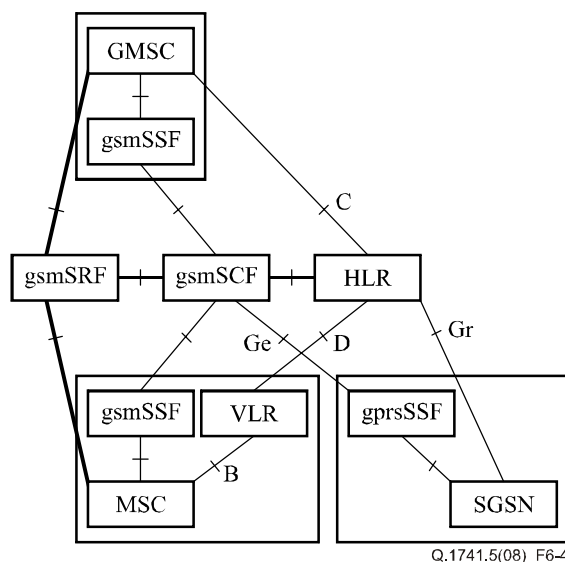 GMSC
gsmSSF
C
gsmSRF
gsmSCF
HLR
Ge
D
Gr
gsmSSF
VLR
gprsSSF
B
MSC
SGSN
Q.1741.5(08)_F6-4